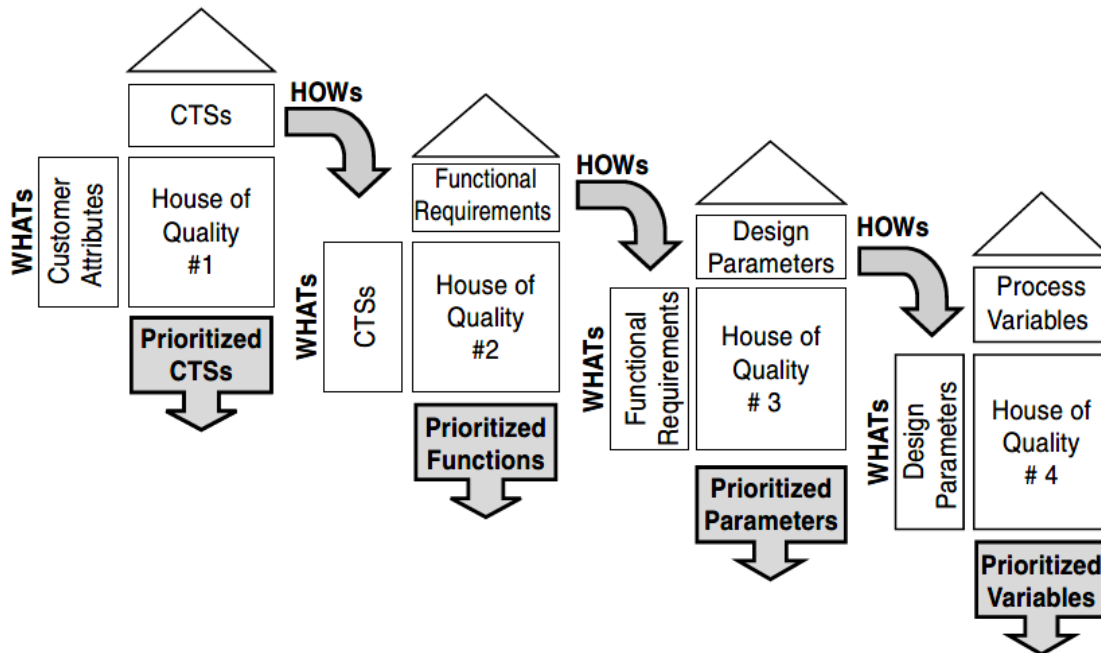 CTSs
HOWs
WHATs
Customer
Attributes
House of
Quality
#1
Prioritized
CTSs
Functional
Requirements
HOWs
WHATs
CTSs
House of
Quality
#2
Prioritized
Functions
Design
Parameters
HOWs
WHATs
Functional
Requirements
House of
Quality
# 3
Prioritized
Parameters
Process
Variables
WHATs
Design
Parameters
House of
Quality
# 4
Prioritized
Variables